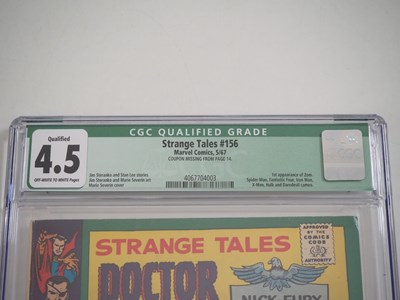 CGC QUALIFIED GRADE
Qualified
4.5
OFF-WHITE TO WHITE Pages
Strange Tales #156
Marvel Comics, 5/67
COUPON MISSING FROM PAGE 14.
Jim Steranko and Stan Lee stories
Jim Steranko and Marie Severin art
Marie Severin cover
4067704003
1st appearance of Zom.
Spider-Man, Fantastic Four, Iron Man,
X-Men, Hulk and Daredevil cameos.
STRANGE TALES
DOCTOR
APPROVED
BY THE
COMICS
CODE
AUTHORITY
NICK FURY